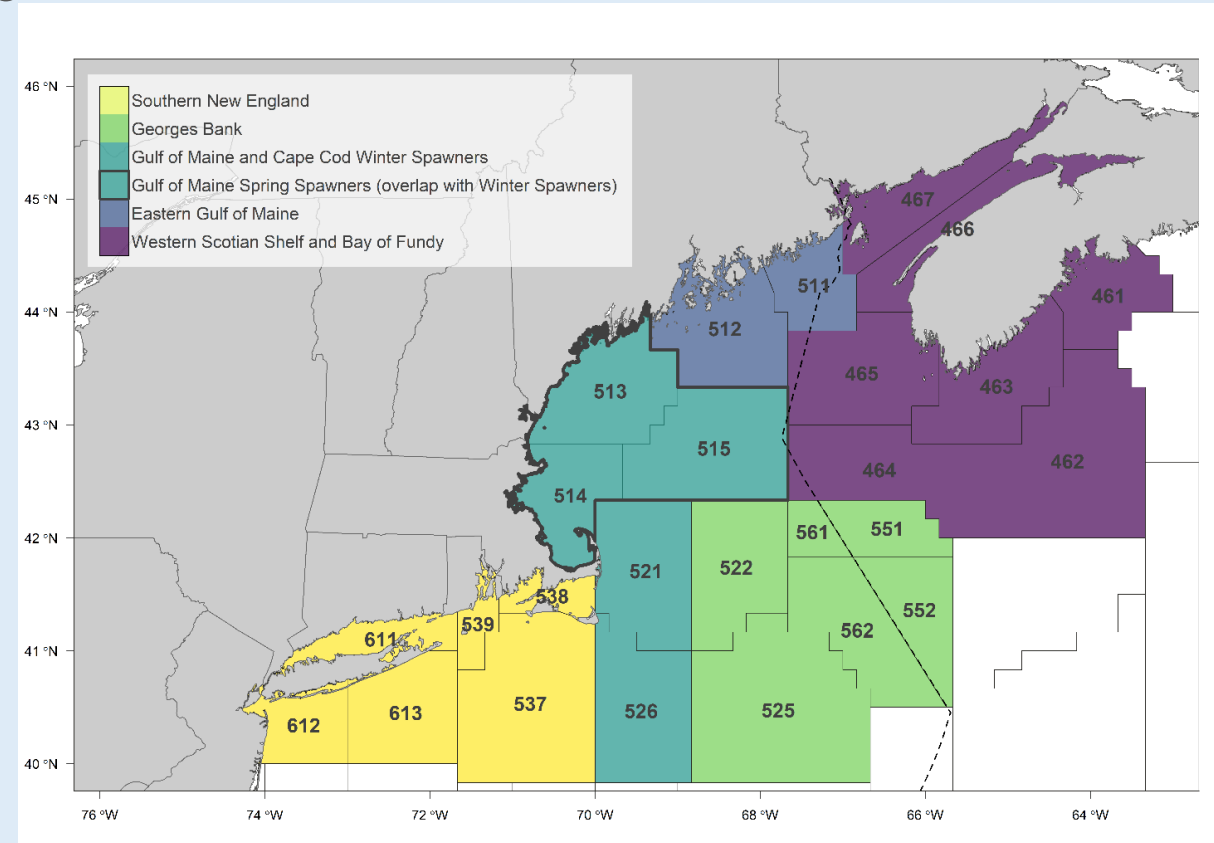 46 °N
45 °N
44 °N
43 °N
42 °N
41 °N
40 °N
Southern New England
Georges Bank
Gulf of Maine and Cape Cod Winter Spawners
Gulf of Maine Spring Spawners (overlap with Winter Spawners)
Eastern Gulf of Maine
Western Scotian Shelf and Bay of Fundy
467
466
511
461
512
465
463
513
515
464
462
514
561
551
521
522
538
552
539
562
611
537
526
525
613
612
76 °W
74 °W
72 °W
70 °W
68 °W
66 °W
64 °W